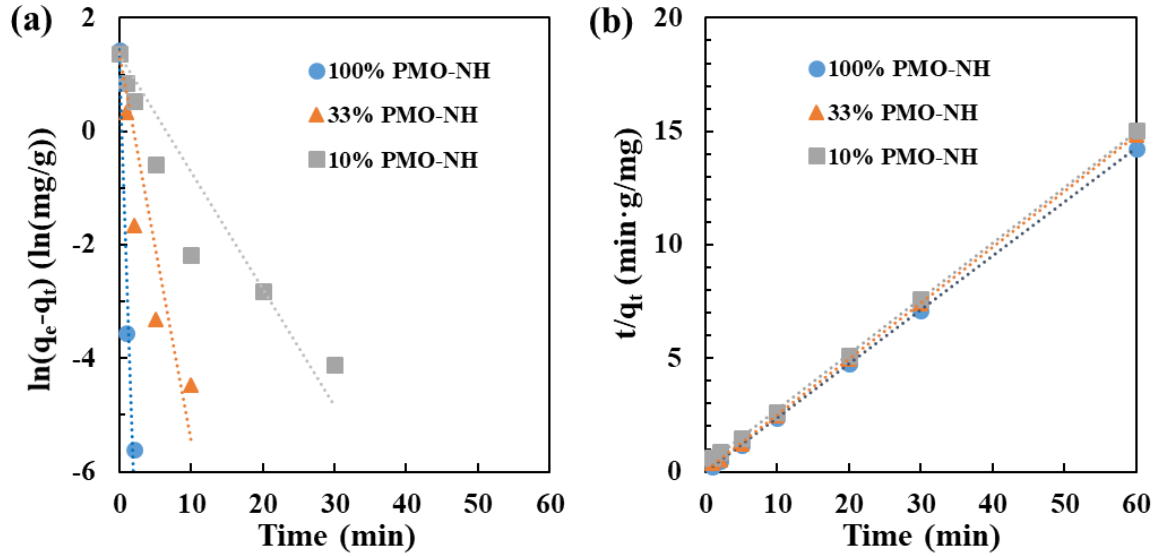 (a)
ln(qₑ-qₜ) (ln(mg/g))
2
0
-2
-4
-6
100% PMO-NH
33% PMO-NH
10% PMO-NH
0 10 20 30 40 50 60
Time (min)
(b)
t/qₜ (min·g/mg)
20
15
10
5
0
100% PMO-NH
33% PMO-NH
10% PMO-NH
0 10 20 30 40 50 60
Time (min)